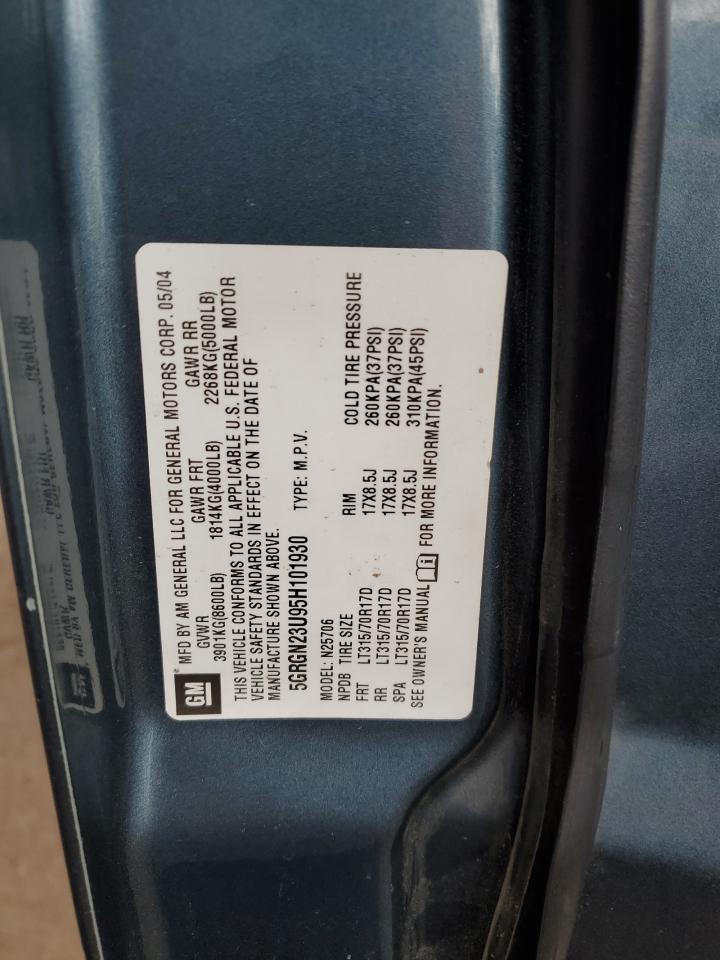 GM
MFD BY AM GENERAL LLC FOR GENERAL MOTORS CORP. 05/04
GVWR GAWR FRT GAWR RR
3901KG(8600LB) 1814KG(4000LB) 2268KG(5000LB)
THIS VEHICLE CONFORMS TO ALL APPLICABLE U.S. FEDERAL MOTOR
VEHICLE SAFETY STANDARDS IN EFFECT ON THE DATE OF
MANUFACTURE SHOWN ABOVE.
5GRGN23U95H101930 TYPE: M.P.V.
MODEL: N25706
NPDB TIRE SIZE RIM COLD TIRE PRESSURE
FRT LT315/70R17D 17X8.5J 260KPA(37PSI)
RR LT315/70R17D 17X8.5J 260KPA(37PSI)
SPA LT315/70R17D 17X8.5J 310KPA(45PSI)
SEE OWNER'S MANUAL i FOR MORE INFORMATION.